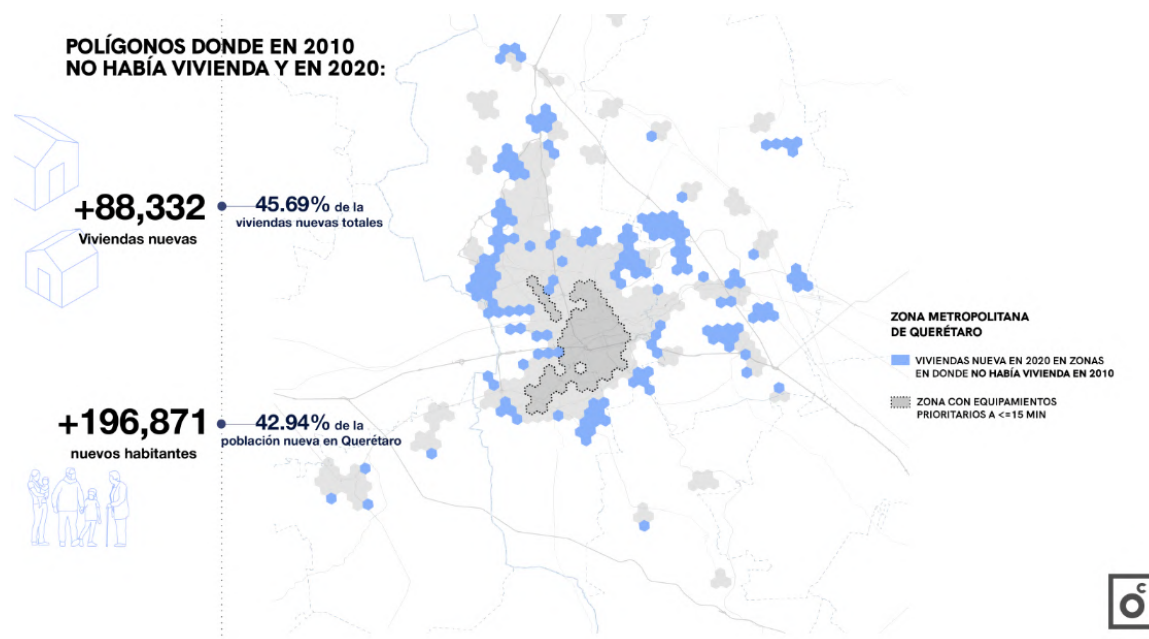 POLÍGONOS DONDE EN 2010
NO HABÍA VIVIENDA Y EN 2020:
+88,332
Viviendas nuevas
45.69% de la
viviendas nuevas totales
+196,871
nuevos habitantes
42.94% de la
población nueva en Querétaro
ZONA METROPOLITANA
DE QUERÉTARO
VIVIENDAS NUEVA EN 2020 EN ZONAS
EN DONDE NO HABÍA VIVIENDA EN 2010
ZONA CON EQUIPAMIENTOS
PRIORITARIOS A <=15 MIN